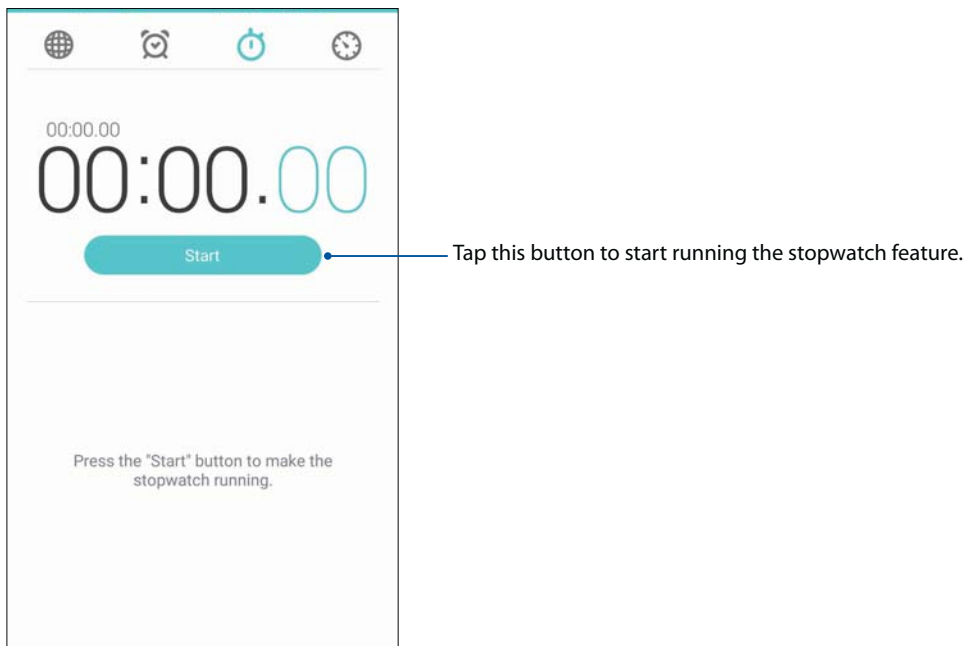 00:00.00
00:00.00
Start
Tap this button to start running the stopwatch feature.
Press the "Start" button to make the
stopwatch running.